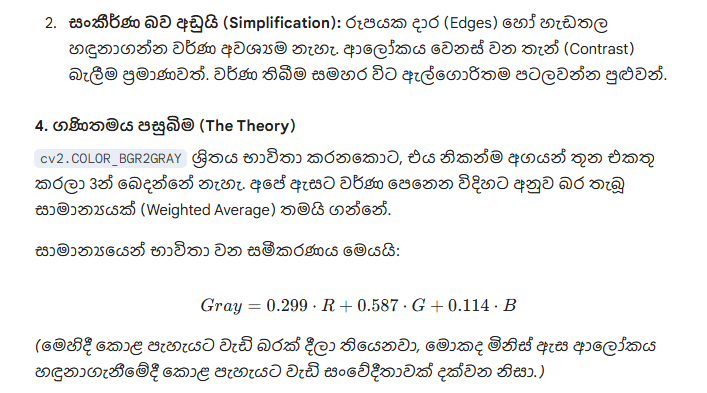 2. සංකීර්ණ බව අඩුයි (Simplification): රූපයක දාර (Edges) හෝ හැඩතල
හඳුනාගන්න වර්ණ අවශ්‍යම නැහැ. ආලෝකය වෙනස් වන තැන් (Contrast)
බැලීම ප්‍රමාණවත්. වර්ණ තිබීම සමහර විට ඇල්ගොරිතම පටලවන්න පුළුවන්.
4. ගණිතමය පසුබිම (The Theory)
cv2.COLOR_BGR2GRAY ශ්‍රිතය භාවිතා කරනකොට, එය නිකන්ම අගයන් තුන එකතු
කරලා 3න් බෙදන්නේ නැහැ. අපේ ඇසට වර්ණ පෙනෙන විදිහට අනුව බර තැබූ
සාමාන්‍යයක් (Weighted Average) තමයි ගන්නේ.
සාමාන්‍යයෙන් භාවිතා වන සමීකරණය මෙයයි:
Gray = 0.299 · R + 0.587 · G + 0.114 · B
(මෙහිදී කොළ පැහැයට වැඩි බරක් දීලා තියෙනවා, මොකද මිනිස් ඇස ආලෝකය
හඳුනාගැනීමේදී කොළ පැහැයට වැඩි සංවේදීතාවක් දක්වන නිසා.)